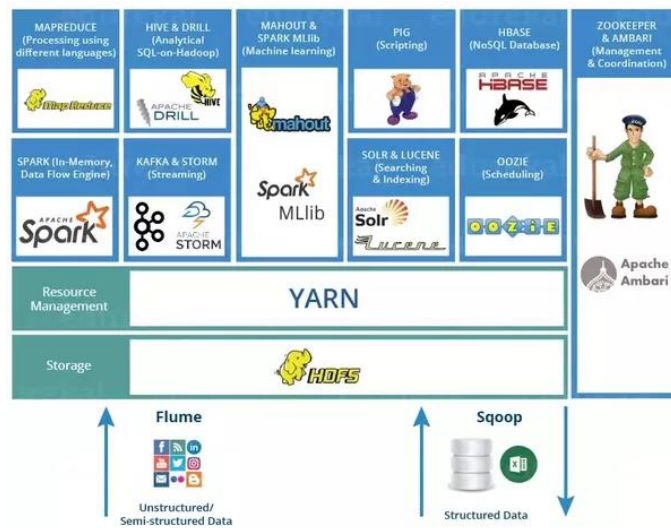 MAPREDUCE
(Processing using
different languages)
Map Reduce
HIVE & DRILL
(Analytical
SQL-on-Hadoop)
HIVE
APACHE
DRILL
MAHOUT &
SPARK MLlib
(Machine learning)
mahout
Spark
MLlib
PIG
(Scripting)
HBASE
(NoSQL Database)
APACHE
HBASE
ZOOKEEPER
& AMBARI
(Management
& Coordination)
Apache
Ambari
SPARK (In-Memory,
Data Flow Engine)
APACHE
Spark
KAFKA & STORM
(Streaming)
APACHE
STORM
SOLR & LUCENE
(Searching
& Indexing)
Apache
Solr
Lucene
OOZIE
(Scheduling)
OOZIE
Resource
Management
YARN
Storage
HDFS
Flume
Unstructured/
Semi-structured Data
Sqoop
Structured Data